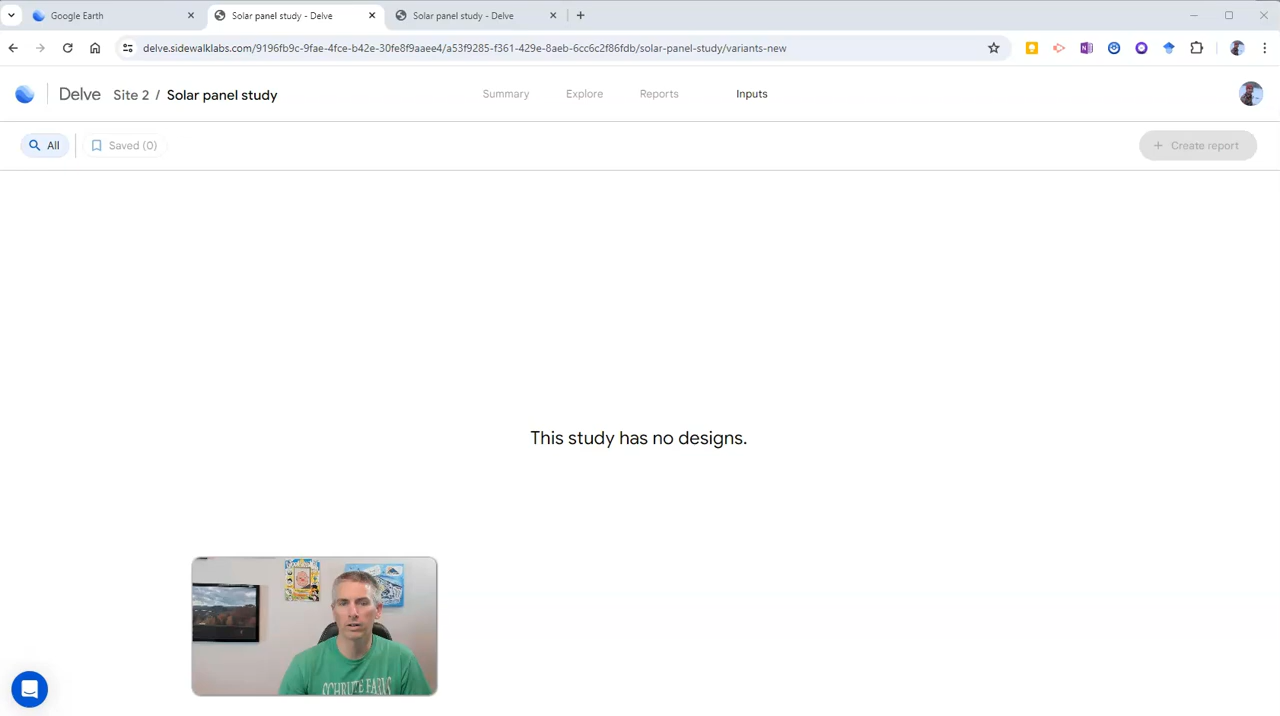 Google Earth
Solar panel study - Delve
Solar panel study - Delve
delve.sidewalklabs.com/9196fb9c-9fae-4fce-b42e-30fe8f9aaee4/a53f9285-f361-429e-8aeb-6cc6c2f86fdb/solar-panel-study/variants-new
Delve Site 2 / Solar panel study
Summary
Explore
Reports
Inputs
All
Saved (0)
+ Create report
This study has no designs.
SCHRUTE FARMS